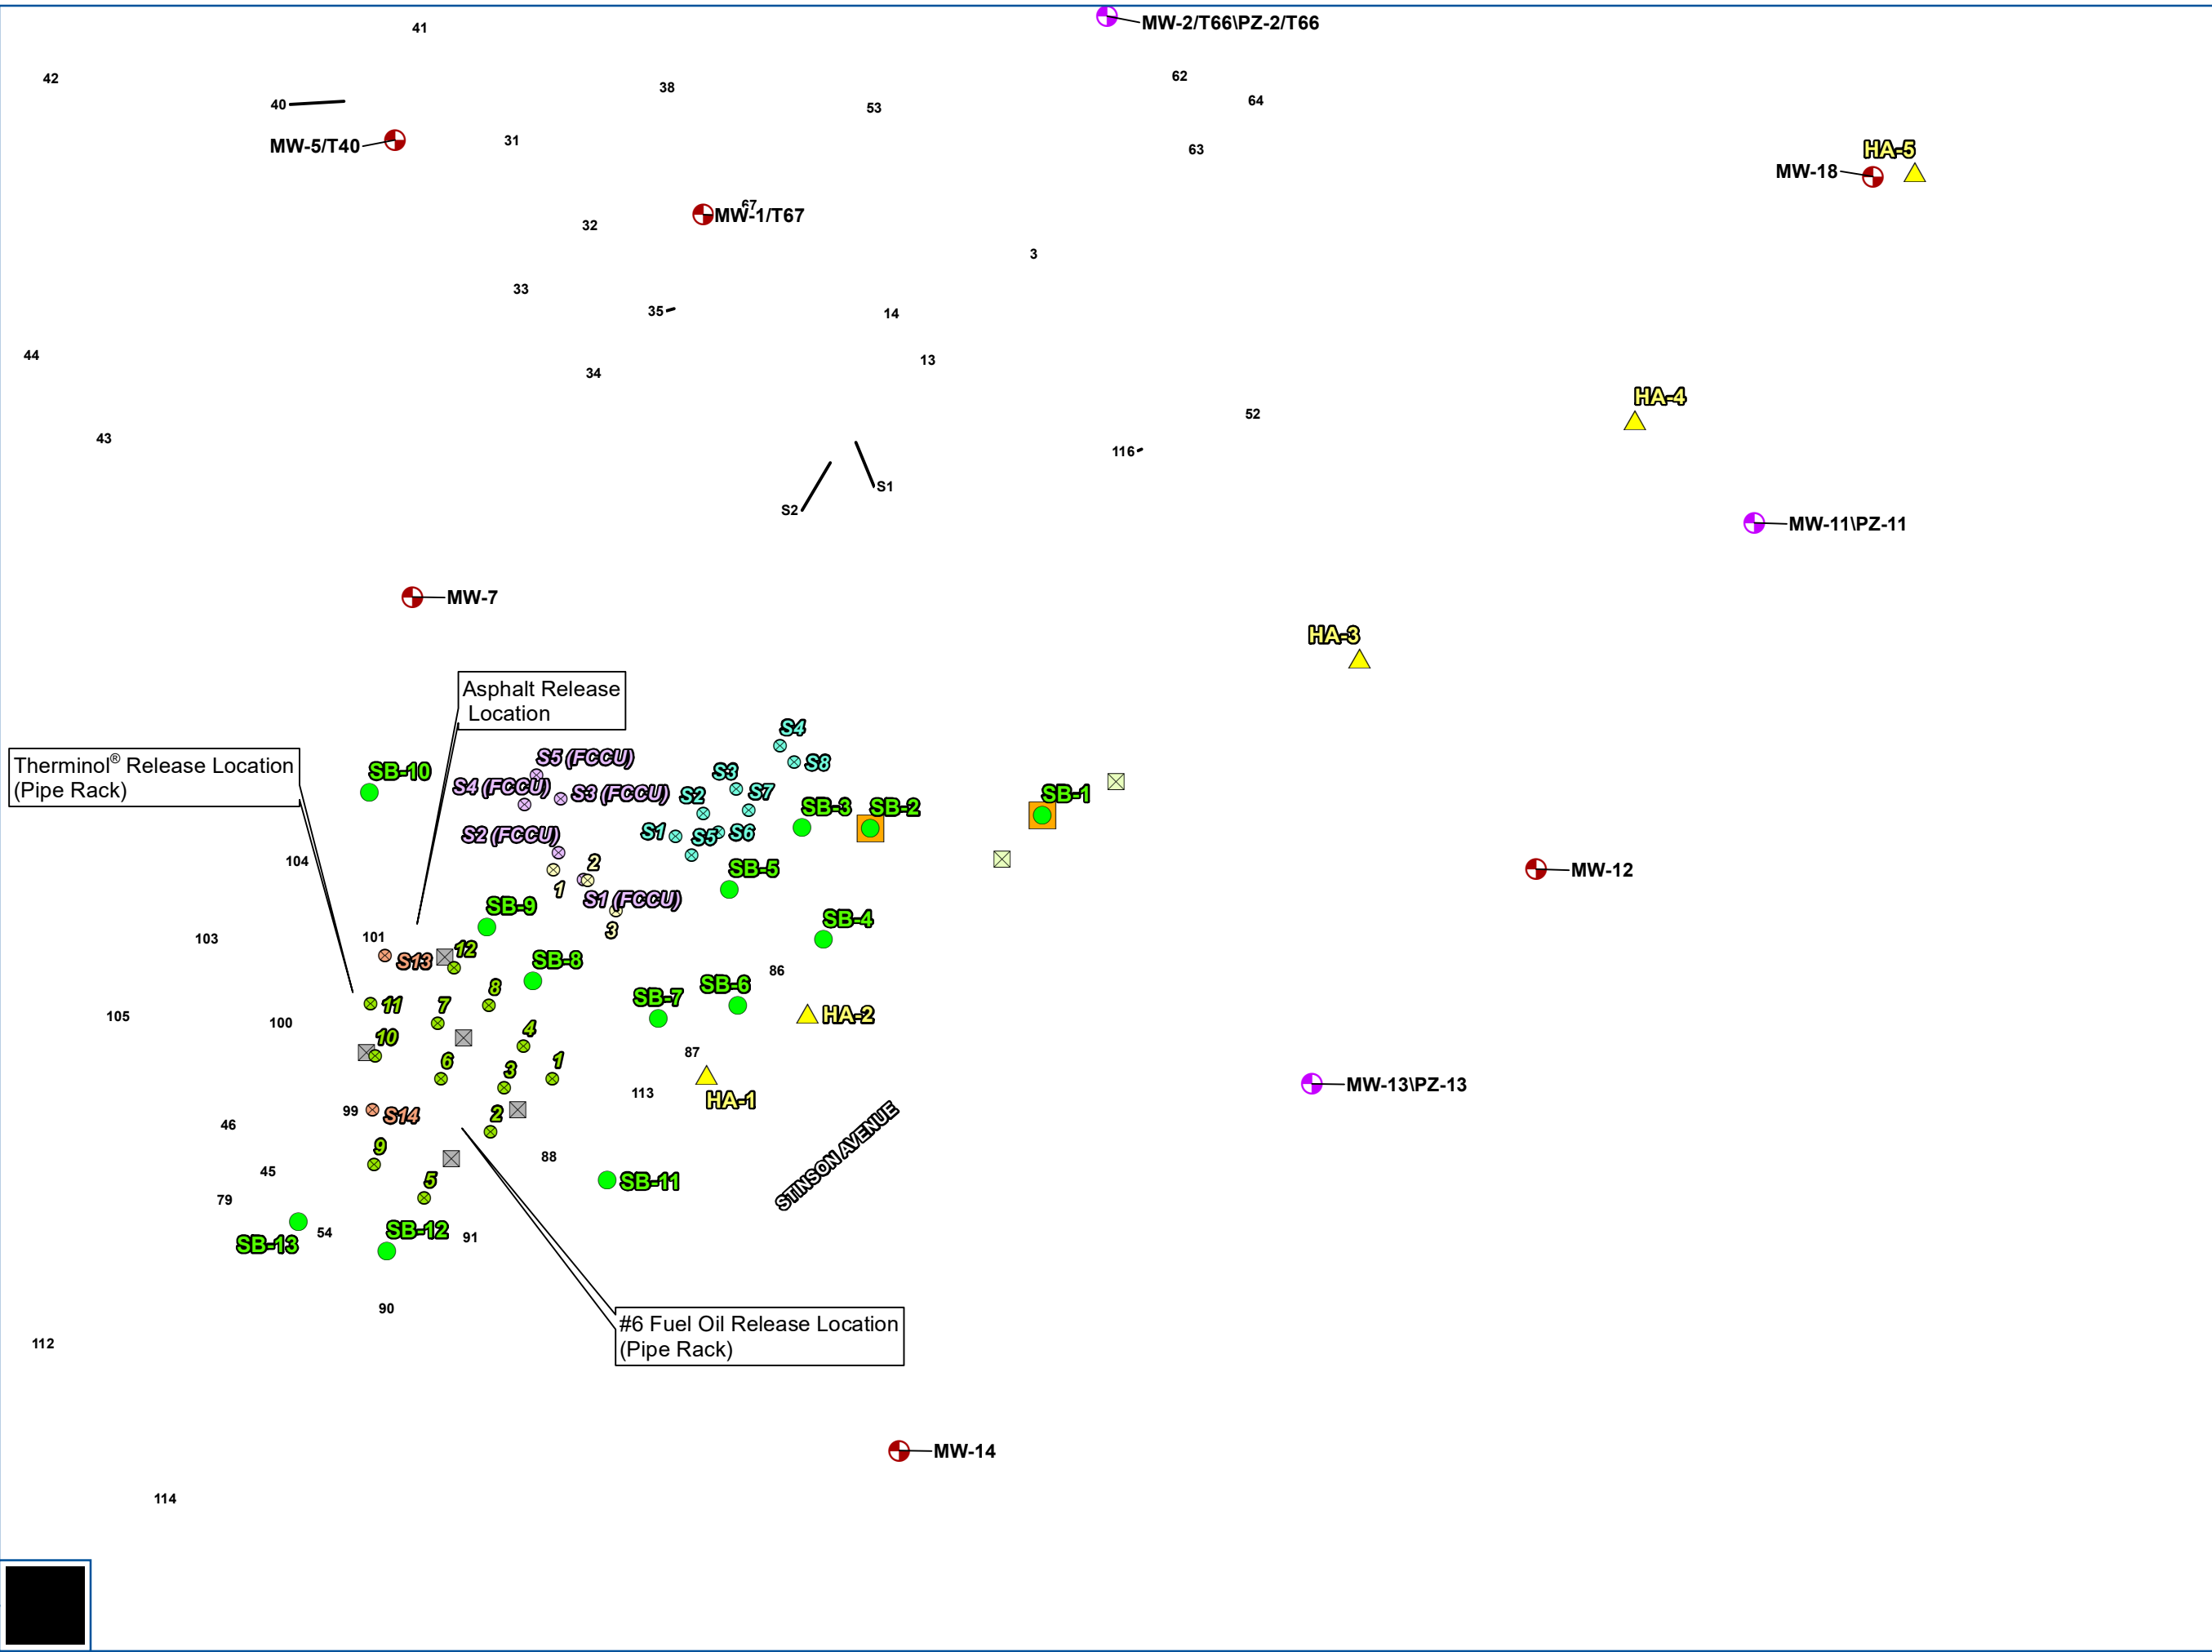 41
MW-2/T66\PZ-2/T66
42
38
62
64
40
53
MW-5/T40
31
63
HA-5
MW-18
67
MW-1/T67
32
3
33
35
14
44
13
34
HA-4
52
43
116
S1
S2
MW-11\PZ-11
MW-7
HA-3
Asphalt Release
Location
Therminol® Release Location
(Pipe Rack)
S4
S8
S5 (FCCU)
SB-10
S3
S4 (FCCU)
S3 (FCCU)
S2
S7
SB-1
SB-3
SB-2
S2 (FCCU)
S1
S5
S6
104
2
1
SB-5
MW-12
S1 (FCCU)
SB-9
3
SB-4
103
101
12
S13
SB-8
86
SB-6
SB-7
8
11
7
HA-2
105
100
4
10
87
6
1
3
MW-13\PZ-13
113
HA-1
99
S14
2
46
STINSON AVENUE
9
88
45
5
SB-11
79
54
SB-12
91
SB-13
90
#6 Fuel Oil Release Location
(Pipe Rack)
112
MW-14
114